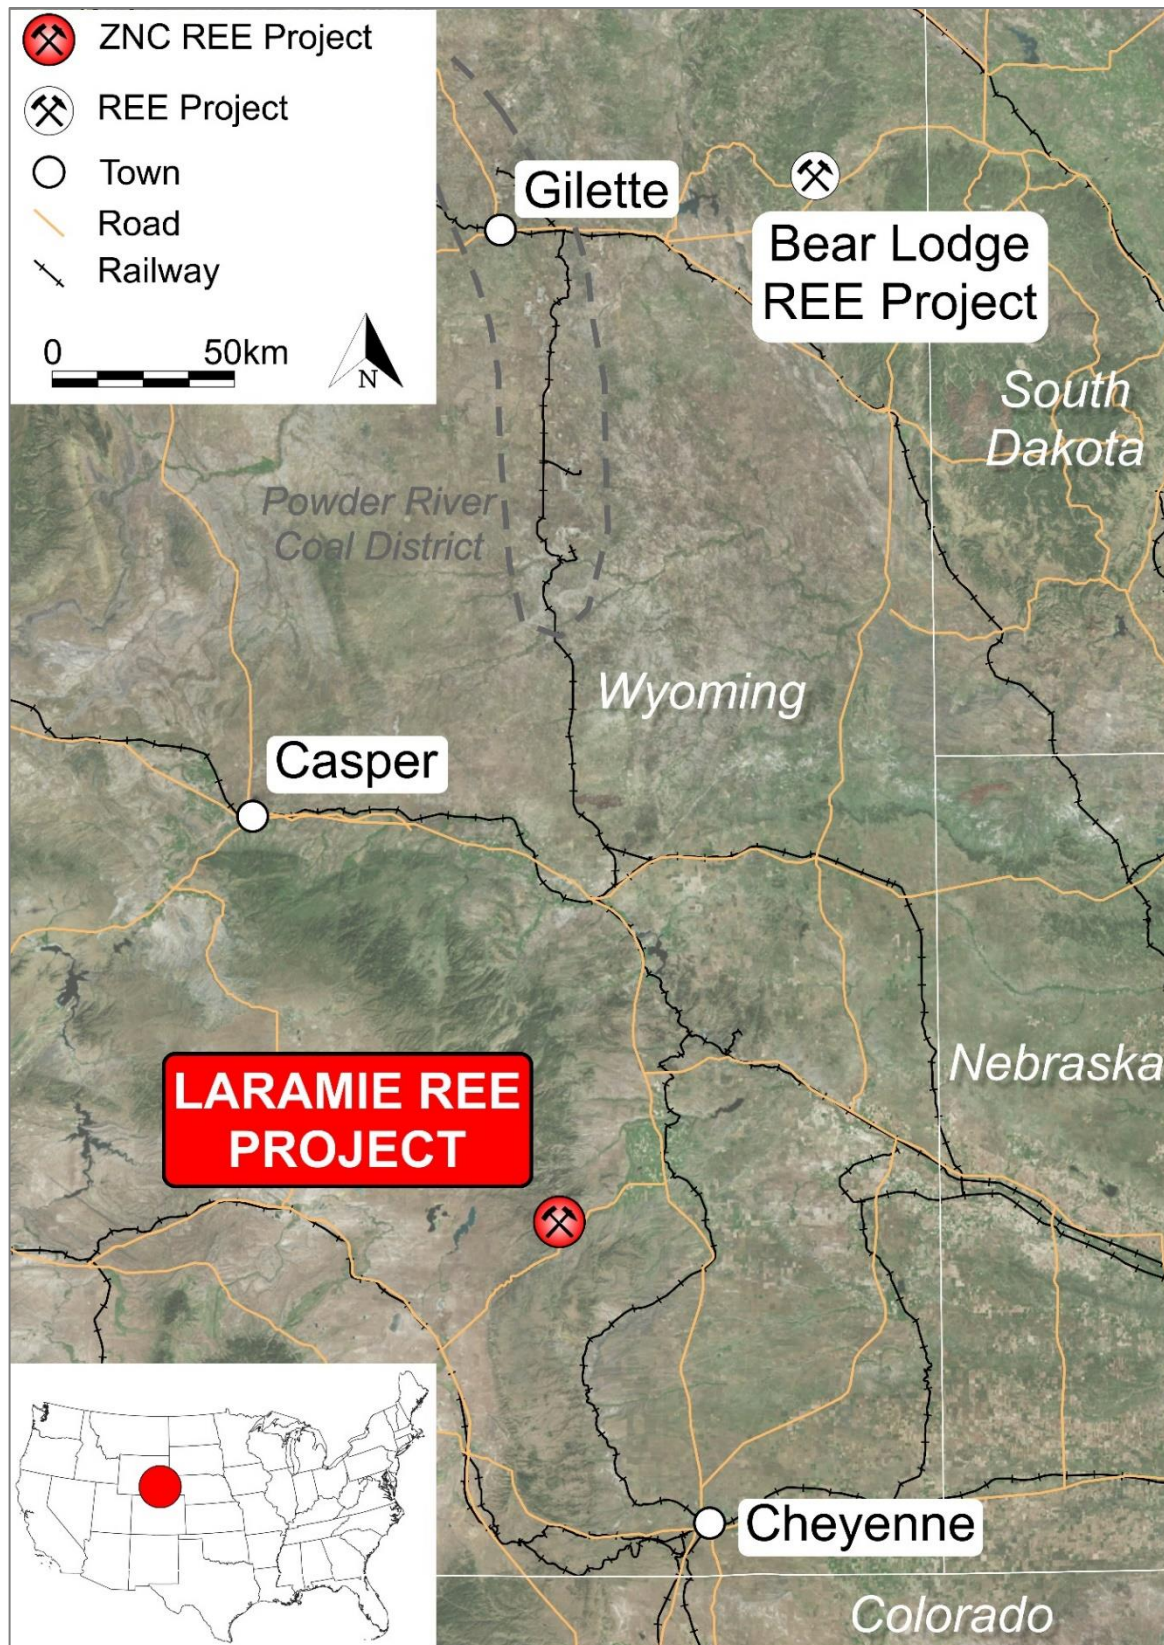 ZNC REE Project
REE Project
Town
Road
Railway
0 50km
N
Gilette
Bear Lodge
REE Project
South
Dakota
Powder River
Coal District
Wyoming
Casper
Nebraska
LARAMIE REE
PROJECT
Cheyenne
Colorado